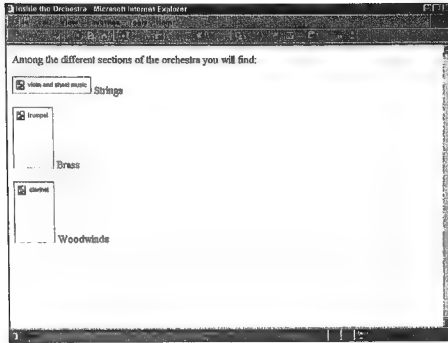 Inside the Orchestra - Microsoft Internet Explorer
Among the different sections of the orchestra you will find:
violin and sheet music Strings
trumpet
Brass
clarinet
Woodwinds